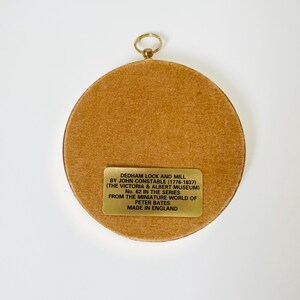 DEDHAM LOCK AND MILL
BY JOHN CONSTABLE (1776-1837)
(THE VICTORIA & ALBERT MUSEUM)
No. 82 IN THE SERIES
FROM THE MINIATURE WORLD OF
PETER BATES
MADE IN ENGLAND